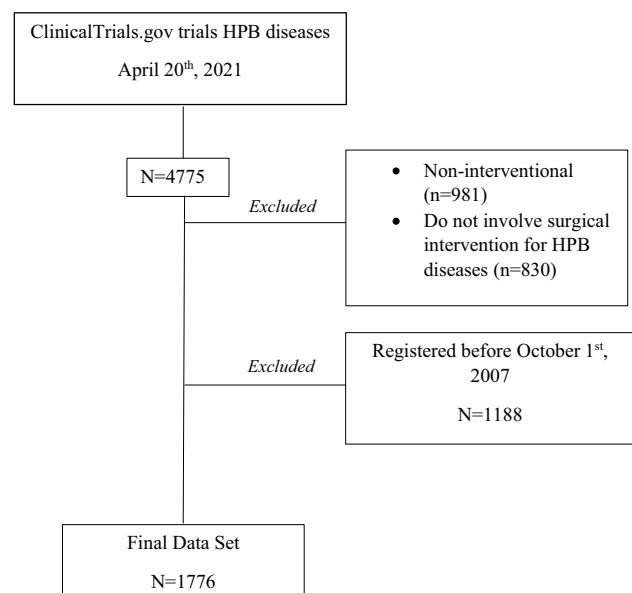 ClinicalTrials.gov trials HPB diseases
April 20th, 2021
N=4775
Excluded
• Non-interventional
(n=981)
• Do not involve surgical
intervention for HPB
diseases (n=830)
Excluded
Registered before October 1st,
2007
N=1188
Final Data Set
N=1776